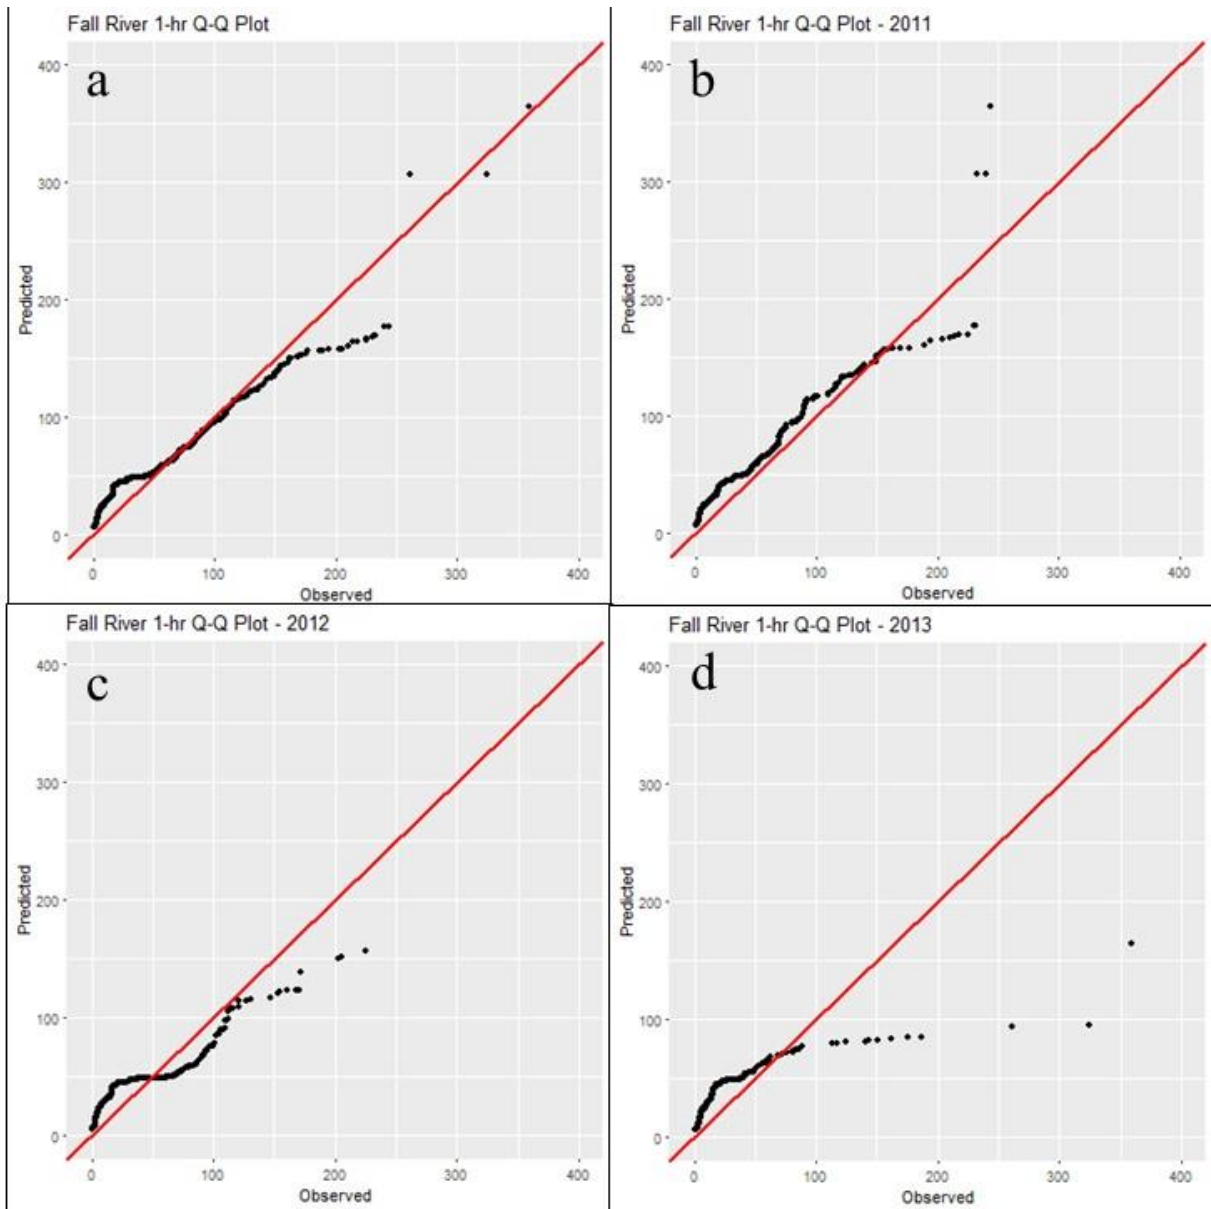 Fall River 1-hr Q-Q Plot
a
400
300
200
100
0
Predicted
0 100 200 300 400
Observed
Fall River 1-hr Q-Q Plot - 2011
b
400
300
200
100
0
Predicted
0 100 200 300 400
Observed
Fall River 1-hr Q-Q Plot - 2012
c
400
300
200
100
0
Predicted
0 100 200 300 400
Observed
Fall River 1-hr Q-Q Plot - 2013
d
400
300
200
100
0
Predicted
0 100 200 300 400
Observed